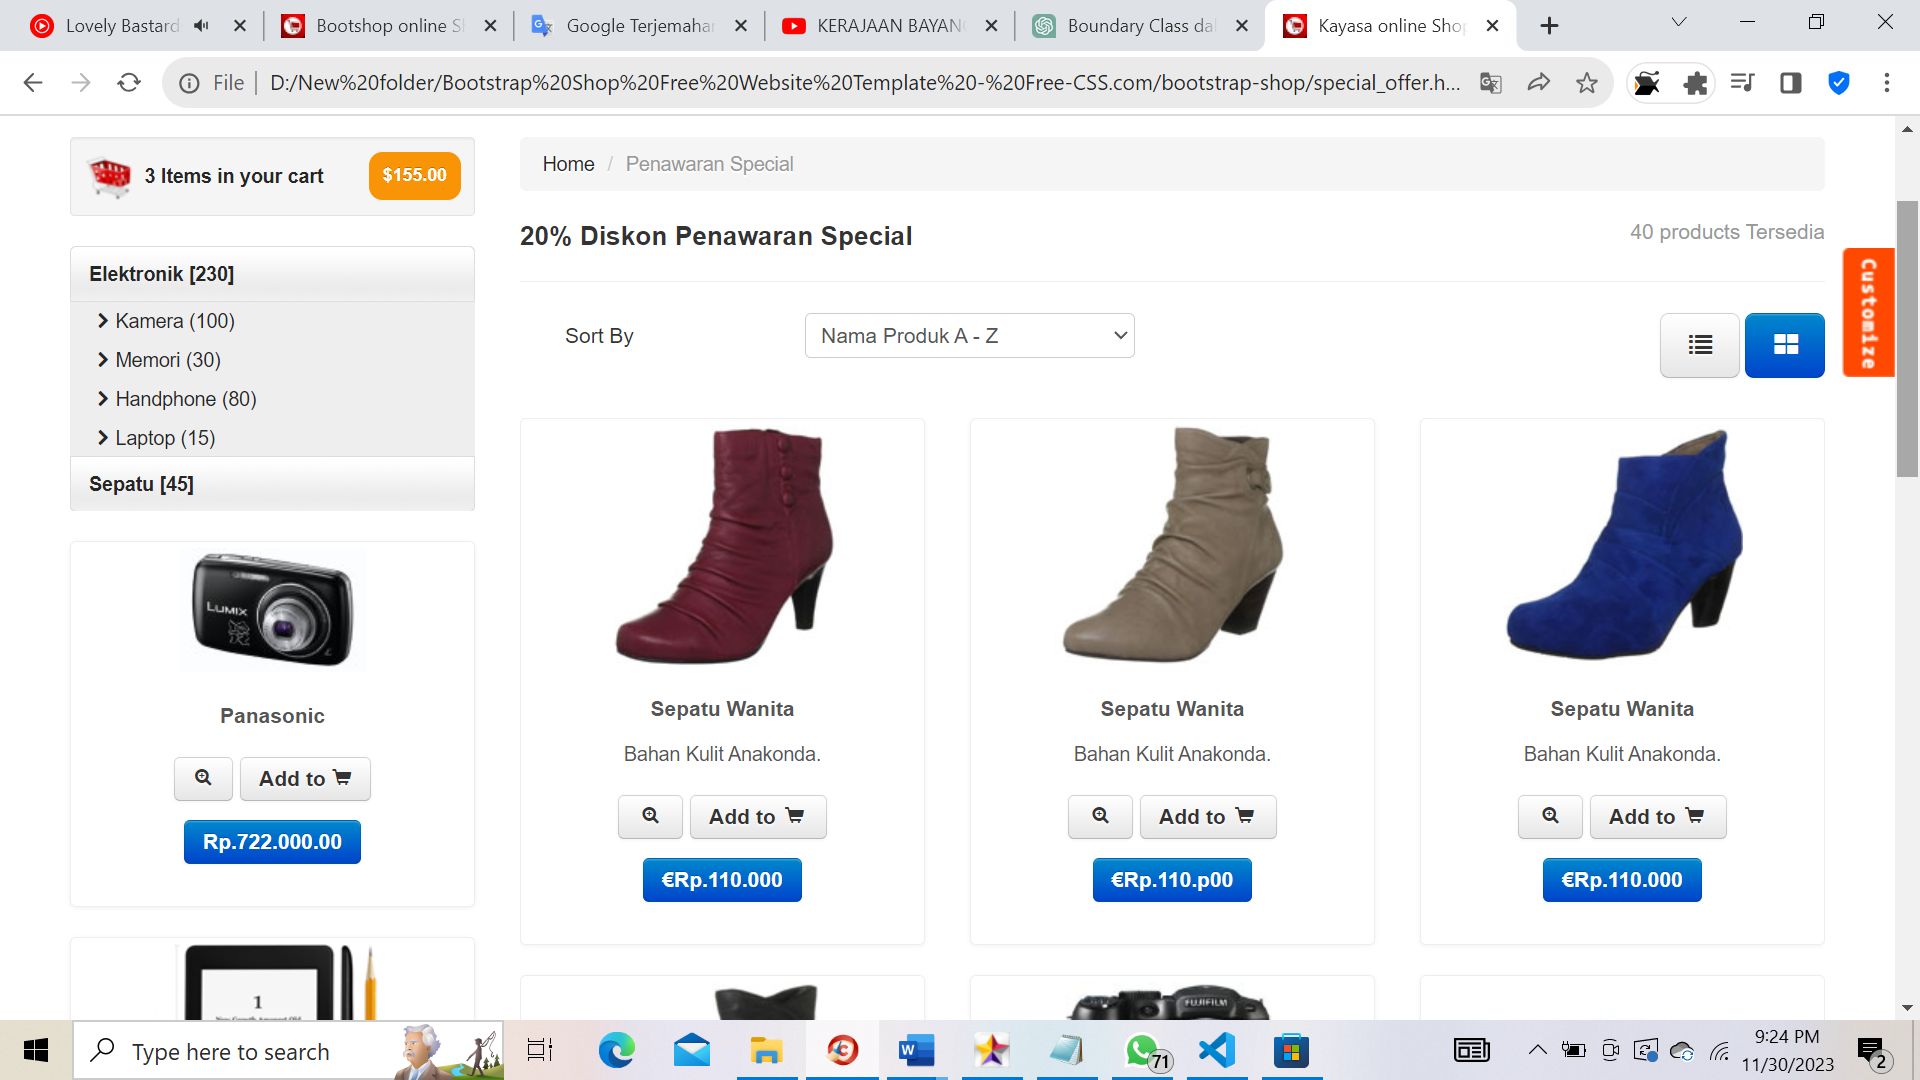 Lovely Bastard
Bootshop online S
Google Terjemahan
KERAJAAN BAYAN
Boundary Class dal
Kayasa online Shop
File
D:/New%20folder/Bootstrap%20Shop%20Free%20Website%20Template%20-%20Free-CSS.com/bootstrap-shop/special_offer.h...
3 Items in your cart
$155.00
Home / Penawaran Special
20% Diskon Penawaran Special
40 products Tersedia
Customize
Elektronik [230]
Kamera (100)
Memori (30)
Handphone (80)
Laptop (15)
Sepatu [45]
Sort By
Nama Produk A - Z
LUMIX
Panasonic
Add to
Rp.722.000.00
Sepatu Wanita
Bahan Kulit Anakonda.
Add to
€Rp.110.000
Sepatu Wanita
Bahan Kulit Anakonda.
Add to
€Rp.110.p00
Sepatu Wanita
Bahan Kulit Anakonda.
Add to
€Rp.110.000
1
FUJIFILM
Type here to search
71
9:24 PM
11/30/2023
2